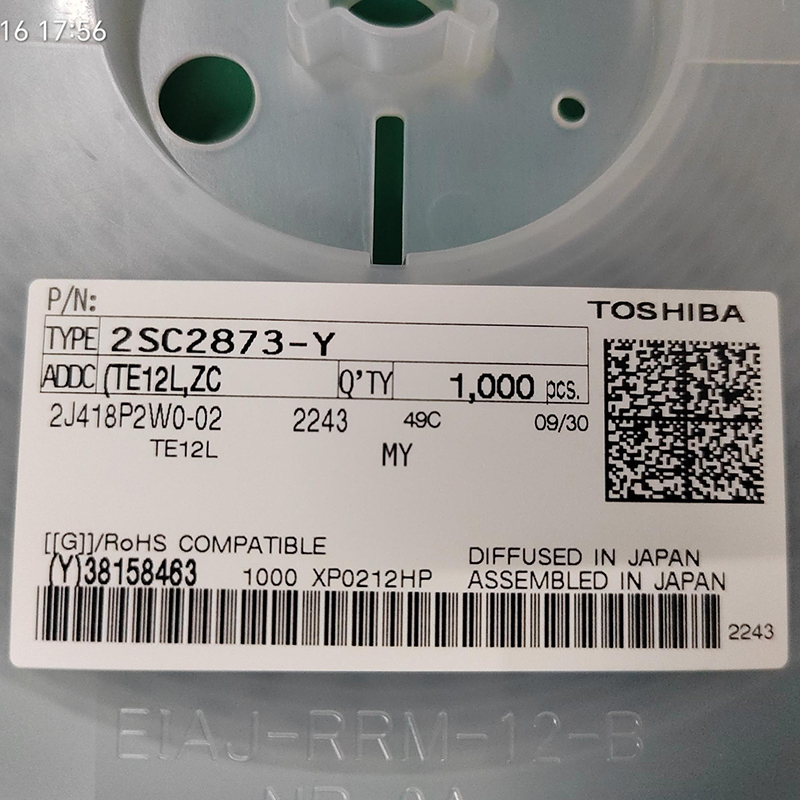 16 17:56
P/N:
TOSHIBA
TYPE 2SC2873-Y
ADDC (TE12L,ZC Q'TY 1,000 pcs.
2J418P2W0-02 2243 49C 09/30
TE12L MY
[[G]]/RoHS COMPATIBLE
DIFFUSED IN JAPAN
(Y)38158463 1000 XP0212HP ASSEMBLED IN JAPAN
2243
EIAJ-RRM-12-B